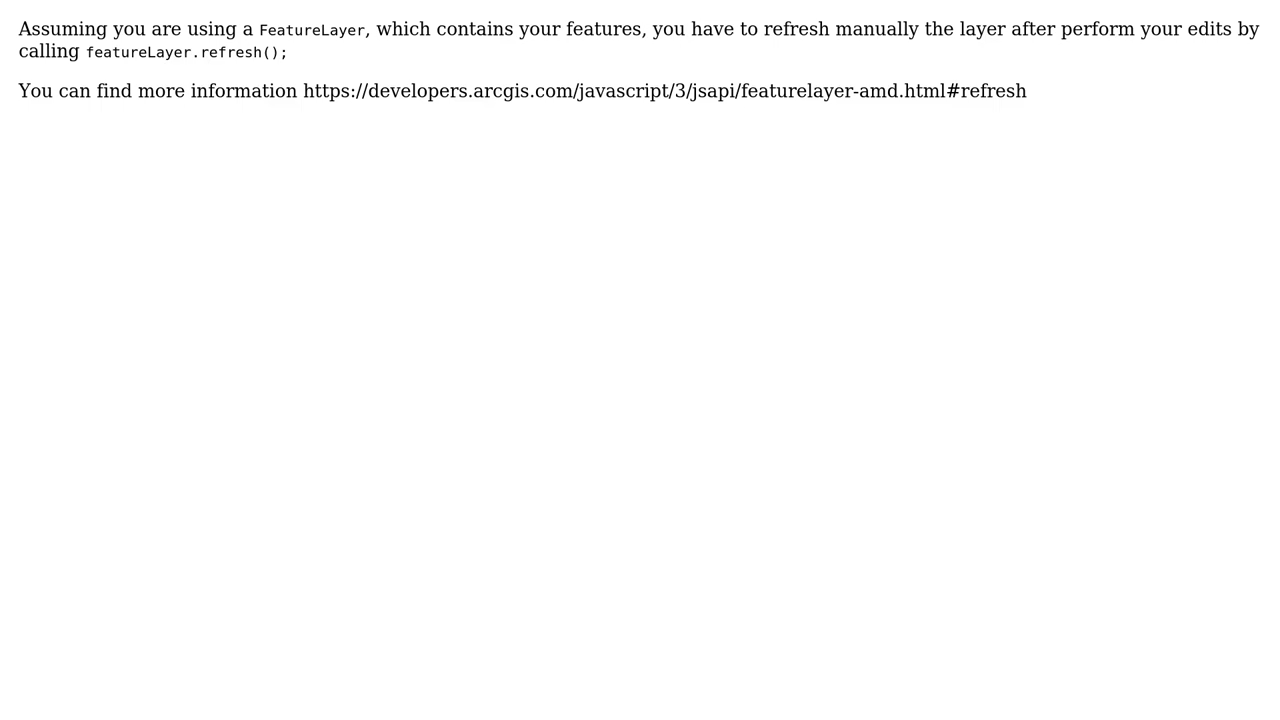 Assuming you are using a FeatureLayer, which contains your features, you have to refresh manually the layer after perform your edits by
calling featureLayer.refresh();
You can find more information https://developers.arcgis.com/javascript/3/jsapi/featurelayer-amd.html#refresh